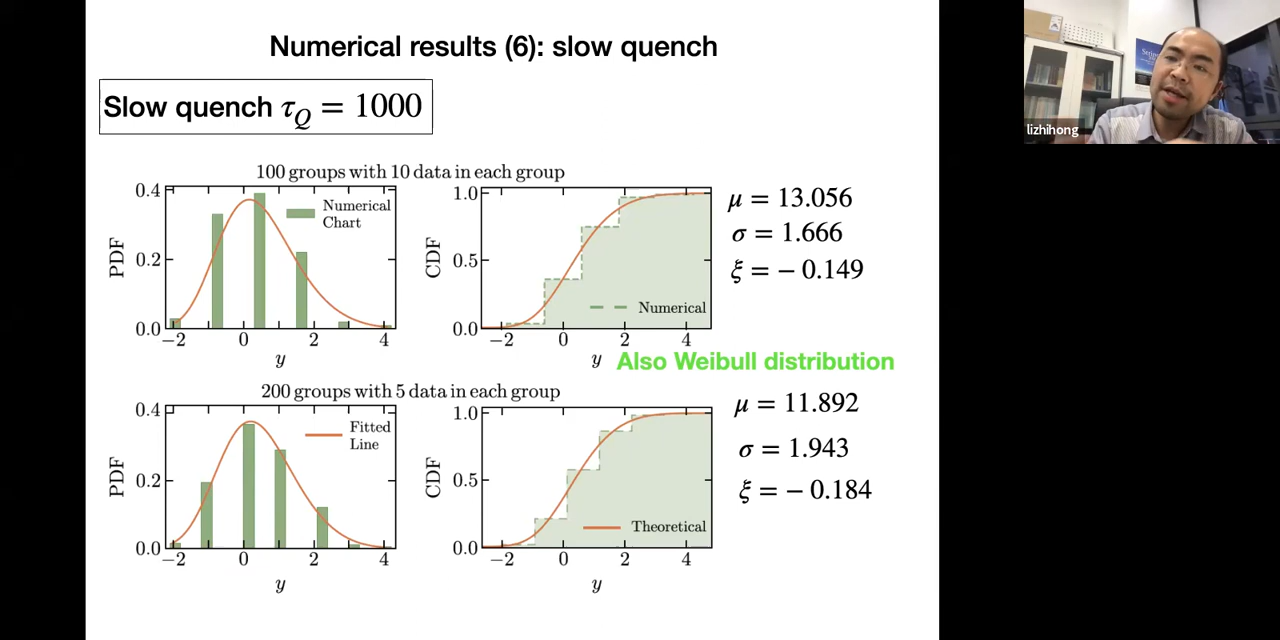 Numerical results (6): slow quench
Slow quench τ_Q = 1000
100 groups with 10 data in each group
0.4
0.2
0.0
PDF
Numerical
Chart
−2
0
2
4
y
1.0
0.5
0.0
CDF
Numerical
−2
0
2
4
y
μ = 13.056
σ = 1.666
ξ = − 0.149
Also Weibull distribution
200 groups with 5 data in each group
0.4
0.2
0.0
PDF
Fitted
Line
−2
0
2
4
y
1.0
0.5
0.0
CDF
Theoretical
−2
0
2
4
y
μ = 11.892
σ = 1.943
ξ = − 0.184
lizhihong